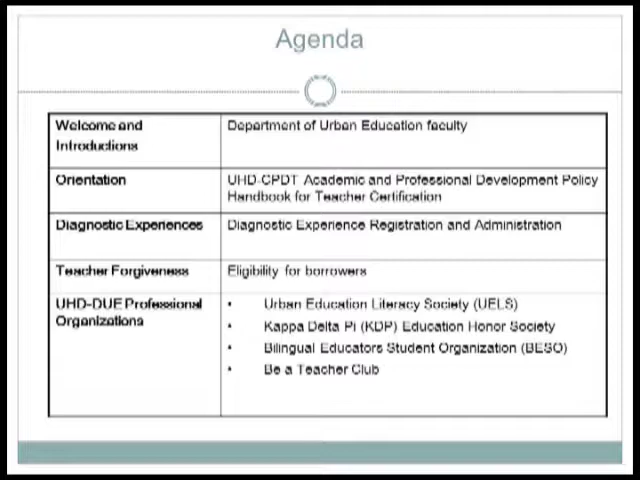 Agenda
Welcome and
Introductions
Department of Urban Education faculty
Orientation
UHD-CPDT Academic and Professional Development Policy
Handbook for Teacher Certification
Diagnostic Experiences
Diagnostic Experience Registration and Administration
Teacher Forgiveness
Eligibility for borrowers
UHD-DUE Professional
Organizations
• Urban Education Literacy Society (UELS)
• Kappa Delta Pi (KDP) Education Honor Society
• Bilingual Educators Student Organization (BESO)
• Be a Teacher Club